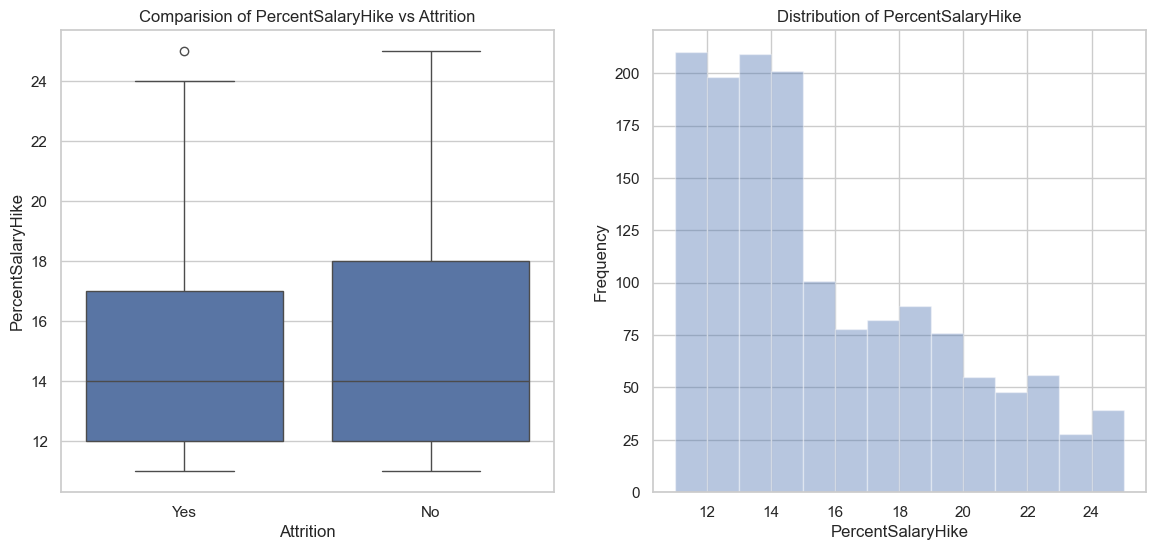 Comparision of PercentSalaryHike vs Attrition
PercentSalaryHike
24
22
20
18
16
14
12
Yes
No
Attrition
Distribution of PercentSalaryHike
Frequency
200
175
150
125
100
75
50
25
0
12
14
16
18
20
22
24
PercentSalaryHike